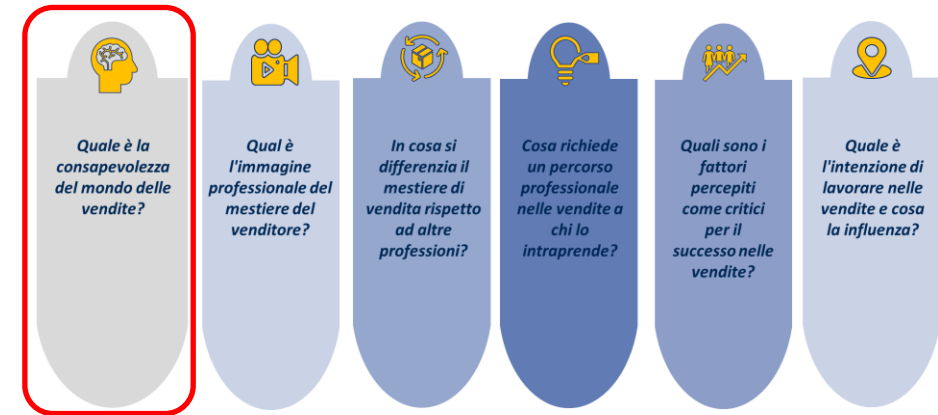 Quale è la
consapevolezza
del mondo delle
vendite?
Qual è
l'immagine
professionale del
mestiere del
venditore?
In cosa si
differenzia il
mestiere di
vendita rispetto
ad altre
professioni?
Cosa richiede
un percorso
professionale
nelle vendite a
chi lo
intraprende?
Quali sono i
fattori
percepiti
come critici
per il
successo nelle
vendite?
Quale è
l'intenzione di
lavorare nelle
vendite e cosa
la influenza?